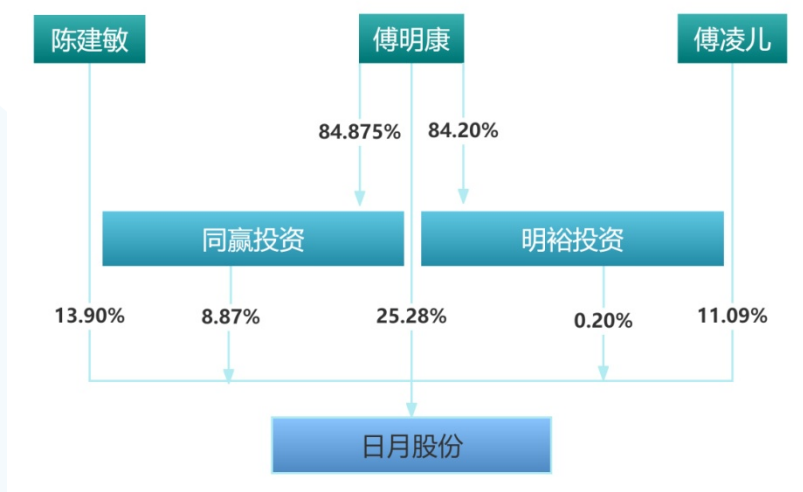 陈建敏
傅明康
傅凌儿
84.875%
84.20%
同赢投资
明裕投资
13.90%
8.87%
25.28%
0.20%
11.09%
日月股份